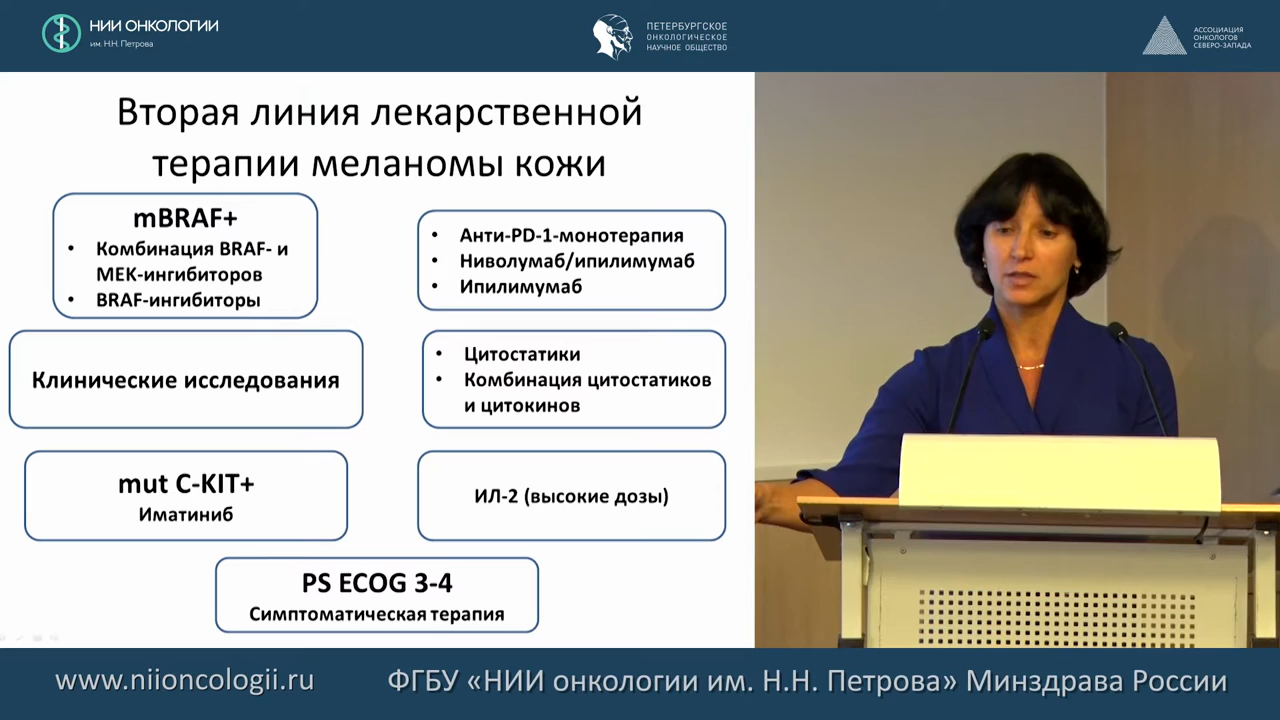 НИИ ОНКОЛОГИИ
им. Н.Н. Петрова
ПЕТЕРБУРГСКОЕ
ОНКОЛОГИЧЕСКОЕ
НАУЧНОЕ ОБЩЕСТВО
АССОЦИАЦИЯ
ОНКОЛОГОВ
СЕВЕРО-ЗАПАДА
Вторая линия лекарственной
терапии меланомы кожи
mBRAF+
• Комбинация BRAF- и
MEK-ингибиторов
• BRAF-ингибиторы
• Анти-PD-1-монотерапия
• Ниволумаб/ипилимумаб
• Ипилимумаб
Клинические исследования
• Цитостатики
• Комбинация цитостатиков
и цитокинов
mut C-KIT+
Иматиниб
ИЛ-2 (высокие дозы)
PS ECOG 3-4
Симптоматическая терапия
www.niioncologii.ru
ФГБУ «НИИ онкологии им. Н.Н. Петрова» Минздрава России